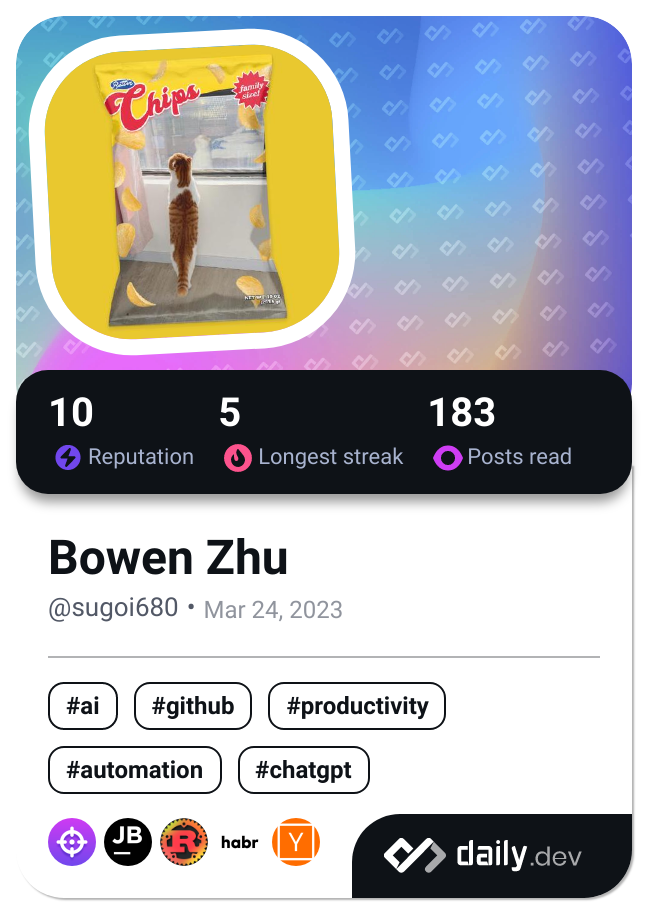 Chips
family
size!
10 5 183
Reputation Longest streak Posts read
Bowen Zhu
@sugoi680 • Mar 24, 2023
#ai #github #productivity
#automation #chatgpt
JB R habr Y
daily.dev